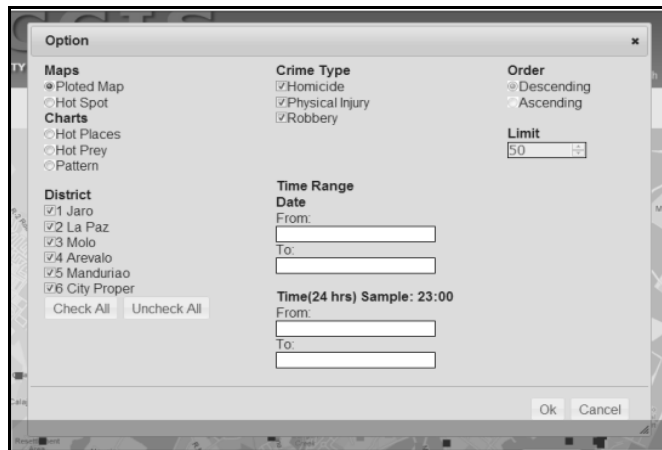 Option
Maps
Ploted Map
Hot Spot
Charts
Hot Places
Hot Prey
Pattern
District
1 Jaro
2 La Paz
3 Molo
4 Arevalo
5 Manduriao
6 City Proper
Check All Uncheck All
Crime Type
Homicide
Physical Injury
Robbery
Time Range
Date
From:
To:
Time(24 hrs) Sample: 23:00
From:
To:
Order
Descending
Ascending
Limit
50
Ok Cancel